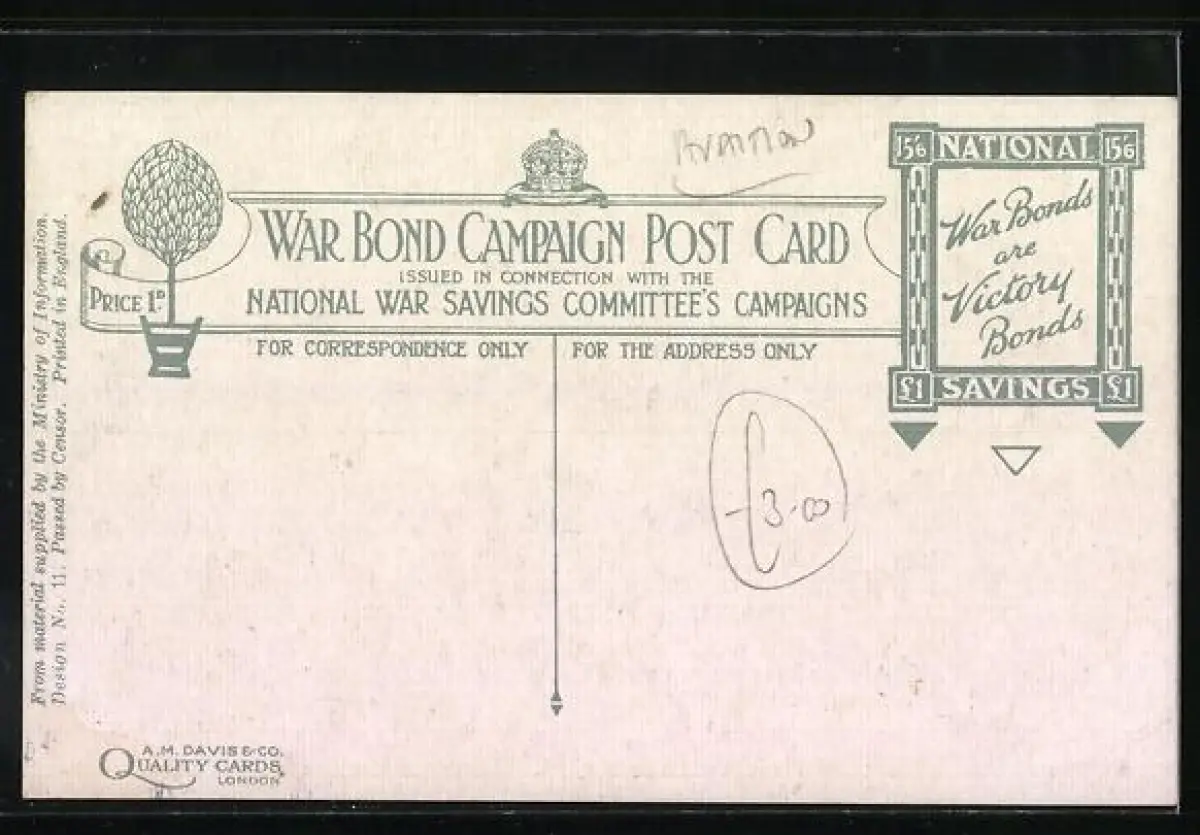 AVIATION
WAR BOND CAMPAIGN POST CARD
ISSUED IN CONNECTION WITH THE
NATIONAL WAR SAVINGS COMMITTEE'S CAMPAIGNS
PRICE 1D.
FOR CORRESPONDENCE ONLY
FOR THE ADDRESS ONLY
15/6 NATIONAL 15/6
War Bonds
are
Victory
Bonds
£1 SAVINGS £1
£3.00
From material supplied by the Ministry of Information.
Design No. 11. Passed by Censor. Printed in England.
A.M. DAVIS & CO.
QUALITY CARDS
LONDON